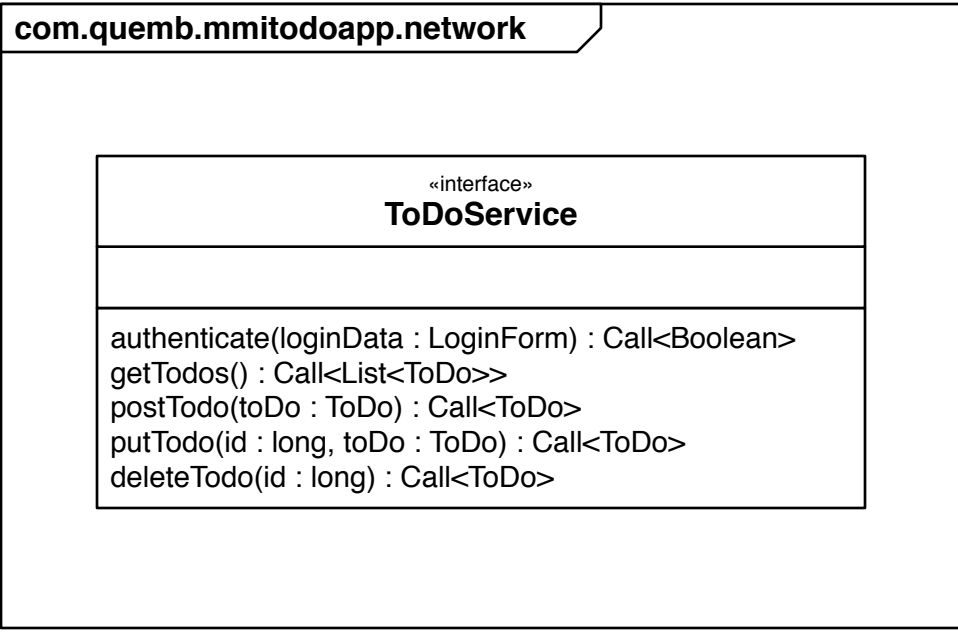 com.quemb.mmitodoapp.network
«interface»
ToDoService
authenticate(loginData : LoginForm) : Call<Boolean>
getTodos() : Call<List<ToDo>>
postTodo(toDo : ToDo) : Call<ToDo>
putTodo(id : long, toDo : ToDo) : Call<ToDo>
deleteTodo(id : long) : Call<ToDo>